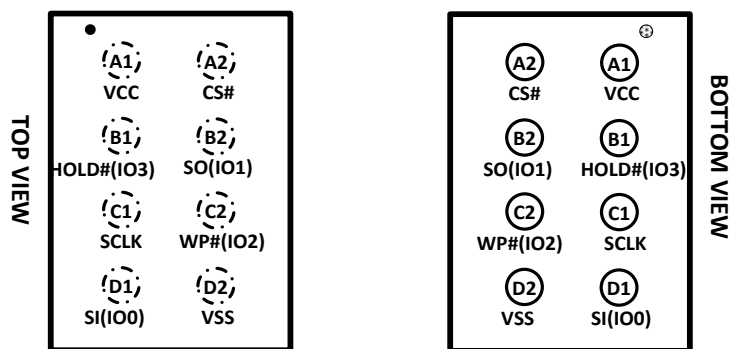 TOP VIEW
A1 A2
VCC CS#
B1 B2
HOLD#(IO3) SO(IO1)
C1 C2
SCLK WP#(IO2)
D1 D2
SI(IO0) VSS
A2 A1
CS# VCC
B2 B1
SO(IO1) HOLD#(IO3)
C2 C1
WP#(IO2) SCLK
D2 D1
VSS SI(IO0)
BOTTOM VIEW